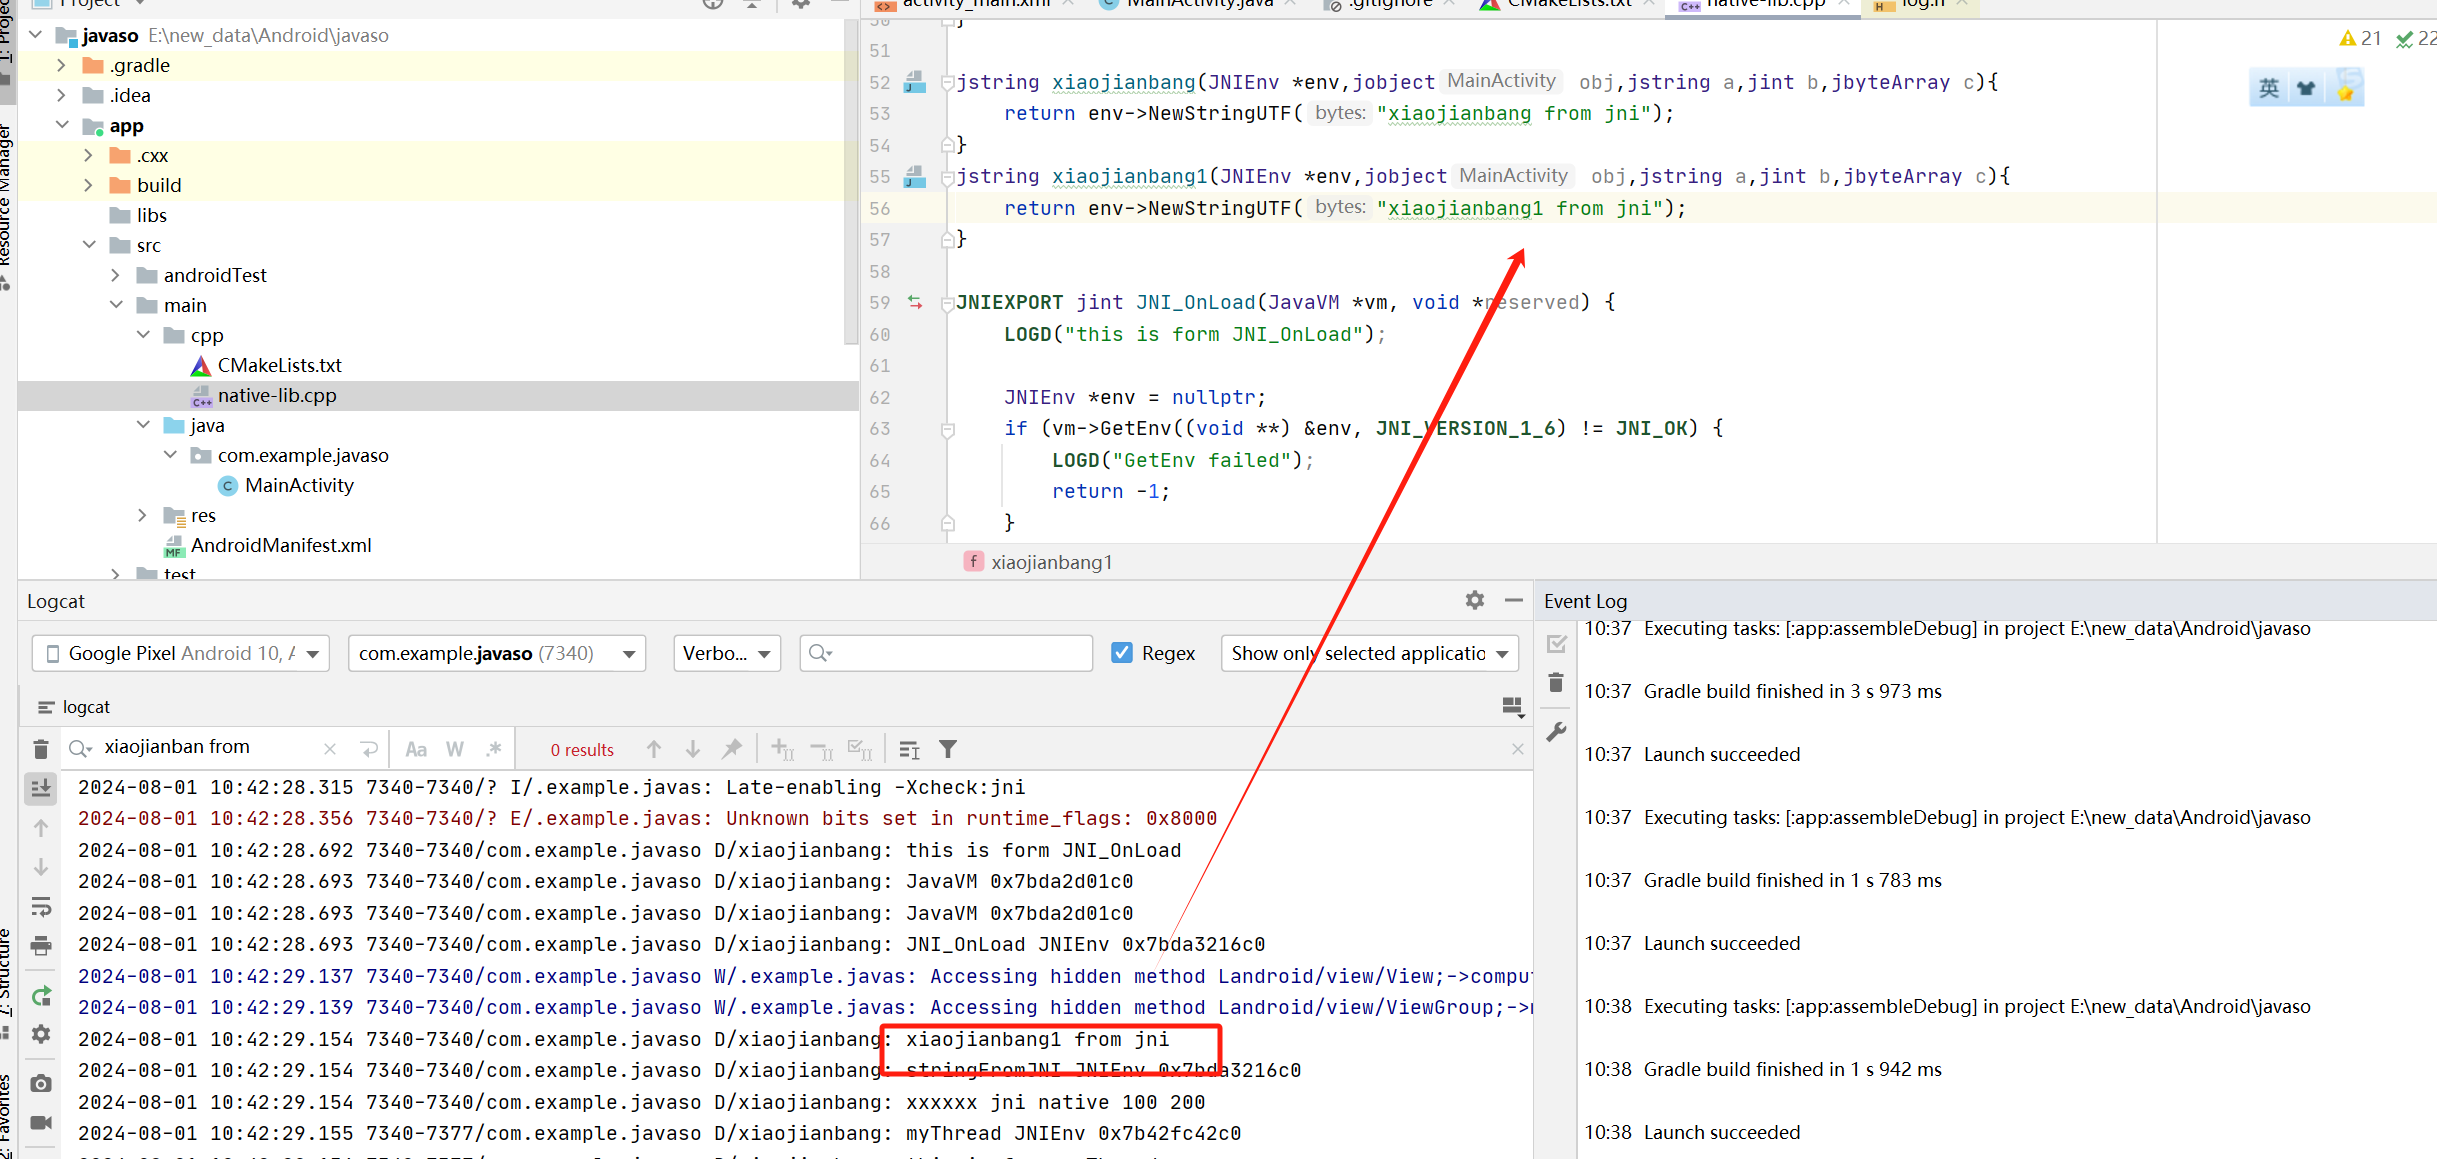 Project
activity_main.xml
MainActivity.java
.gitignore
CMakeLists.txt
native-lib.cpp
log.h
1: Project
Resource Manager
javaso E:\new_data\Android\javaso
.gradle
.idea
app
.cxx
build
libs
src
androidTest
main
cpp
CMakeLists.txt
native-lib.cpp
java
com.example.javaso
MainActivity
res
AndroidManifest.xml
test
21 22
英
50 }
51
52 jstring xiaojianbang(JNIEnv *env,jobject MainActivity obj,jstring a,jint b,jbyteArray c){
53 return env->NewStringUTF( bytes: "xiaojianbang from jni");
54 }
55 jstring xiaojianbang1(JNIEnv *env,jobject MainActivity obj,jstring a,jint b,jbyteArray c){
56 return env->NewStringUTF( bytes: "xiaojianbang1 from jni");
57 }
58
59 JNIEXPORT jint JNI_OnLoad(JavaVM *vm, void *reserved) {
60 LOGD("this is form JNI_OnLoad");
61
62 JNIEnv *env = nullptr;
63 if (vm->GetEnv((void **) &env, JNI_VERSION_1_6) != JNI_OK) {
64 LOGD("GetEnv failed");
65 return -1;
66 }
f xiaojianbang1
Logcat
Google Pixel Android 10, A
com.example.javaso (7340)
Verbo...
Regex
Show only selected applicatio
logcat
xiaojianban from
Aa W .*
0 results
2024-08-01 10:42:28.315 7340-7340/? I/.example.javas: Late-enabling -Xcheck:jni
2024-08-01 10:42:28.356 7340-7340/? E/.example.javas: Unknown bits set in runtime_flags: 0x8000
2024-08-01 10:42:28.692 7340-7340/com.example.javaso D/xiaojianbang: this is form JNI_OnLoad
2024-08-01 10:42:28.693 7340-7340/com.example.javaso D/xiaojianbang: JavaVM 0x7bda2d01c0
2024-08-01 10:42:28.693 7340-7340/com.example.javaso D/xiaojianbang: JavaVM 0x7bda2d01c0
2024-08-01 10:42:28.693 7340-7340/com.example.javaso D/xiaojianbang: JNI_OnLoad JNIEnv 0x7bda3216c0
2024-08-01 10:42:29.137 7340-7340/com.example.javaso W/.example.javas: Accessing hidden method Landroid/view/View;->comput
2024-08-01 10:42:29.139 7340-7340/com.example.javaso W/.example.javas: Accessing hidden method Landroid/view/ViewGroup;->
2024-08-01 10:42:29.154 7340-7340/com.example.javaso D/xiaojianbang: xiaojianbang1 from jni
2024-08-01 10:42:29.154 7340-7340/com.example.javaso D/xiaojianbang: stringFromJNI JNIEnv 0x7bda3216c0
2024-08-01 10:42:29.154 7340-7340/com.example.javaso D/xiaojianbang: xxxxxx jni native 100 200
2024-08-01 10:42:29.155 7340-7377/com.example.javaso D/xiaojianbang: myThread JNIEnv 0x7b42fc42c0
7: Structure
2: Favorites
Event Log
10:37 Executing tasks: [:app:assembleDebug] in project E:\new_data\Android\javaso
10:37 Gradle build finished in 3 s 973 ms
10:37 Launch succeeded
10:37 Executing tasks: [:app:assembleDebug] in project E:\new_data\Android\javaso
10:37 Gradle build finished in 1 s 783 ms
10:37 Launch succeeded
10:38 Executing tasks: [:app:assembleDebug] in project E:\new_data\Android\javaso
10:38 Gradle build finished in 1 s 942 ms
10:38 Launch succeeded